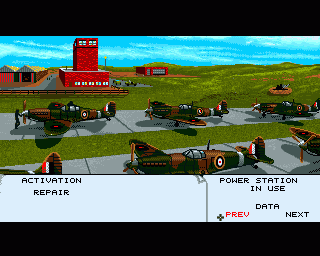 ACTIVATION
REPAIR
POWER STATION
IN USE
DATA
PREV NEXT